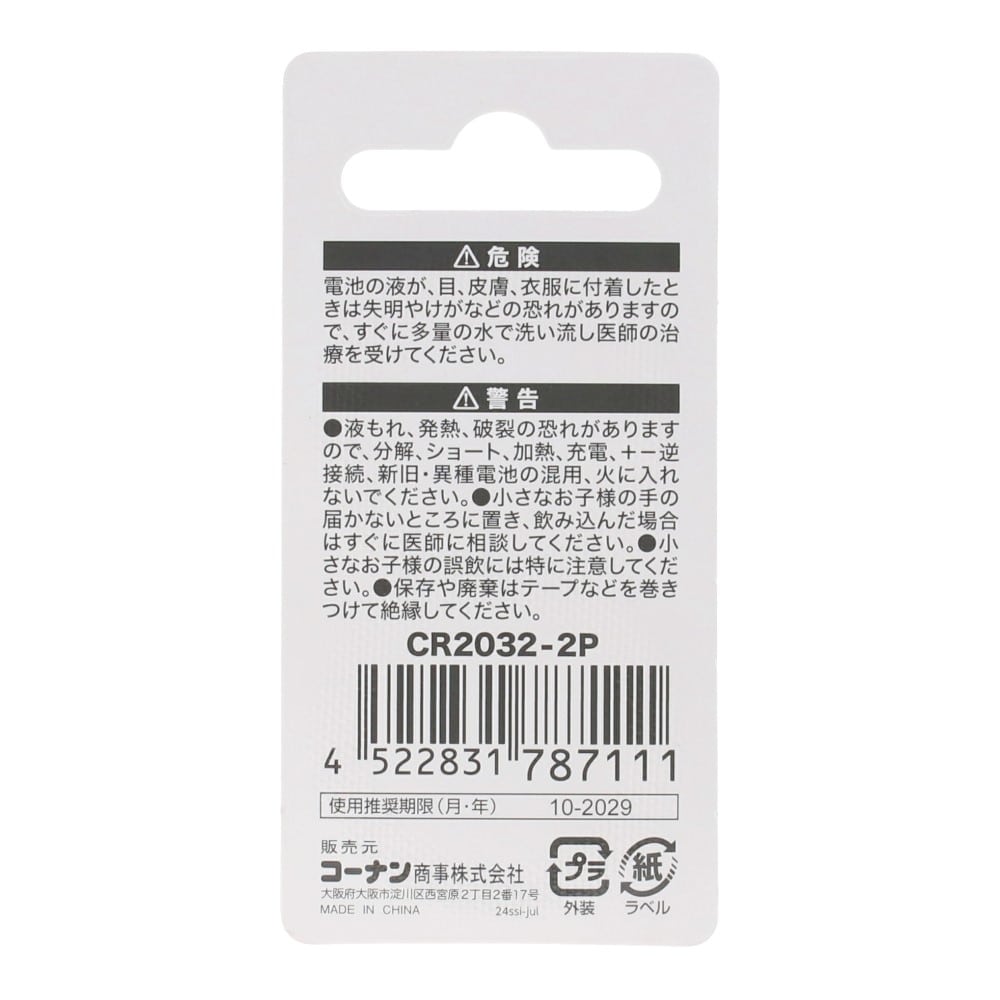 ⚠危険
電池の液が、目、皮膚、衣服に付着したと
きは失明やけがなどの恐れがありますの
で、すぐに多量の水で洗い流し医師の治
療を受けてください。
⚠警告
●液もれ、発熱、破裂の恐れがあります
ので、分解、ショート、加熱、充電、+-逆
接続、新旧・異種電池の混用、火に入れ
ないでください。●小さなお子様の手の
届かないところに置き、飲み込んだ場合
はすぐに医師に相談してください。●小
さなお子様の誤飲には特に注意してくだ
さい。●保存や廃棄はテープなどを巻き
つけて絶縁してください。
CR2032-2P
4 522831 787111
使用推奨期限(月・年) 10-2029
販売元
コーナン商事株式会社
大阪府大阪市淀川区西宮原2丁目2番17号
MADE IN CHINA 24ssi-jul
プラ 紙
外装 ラベル